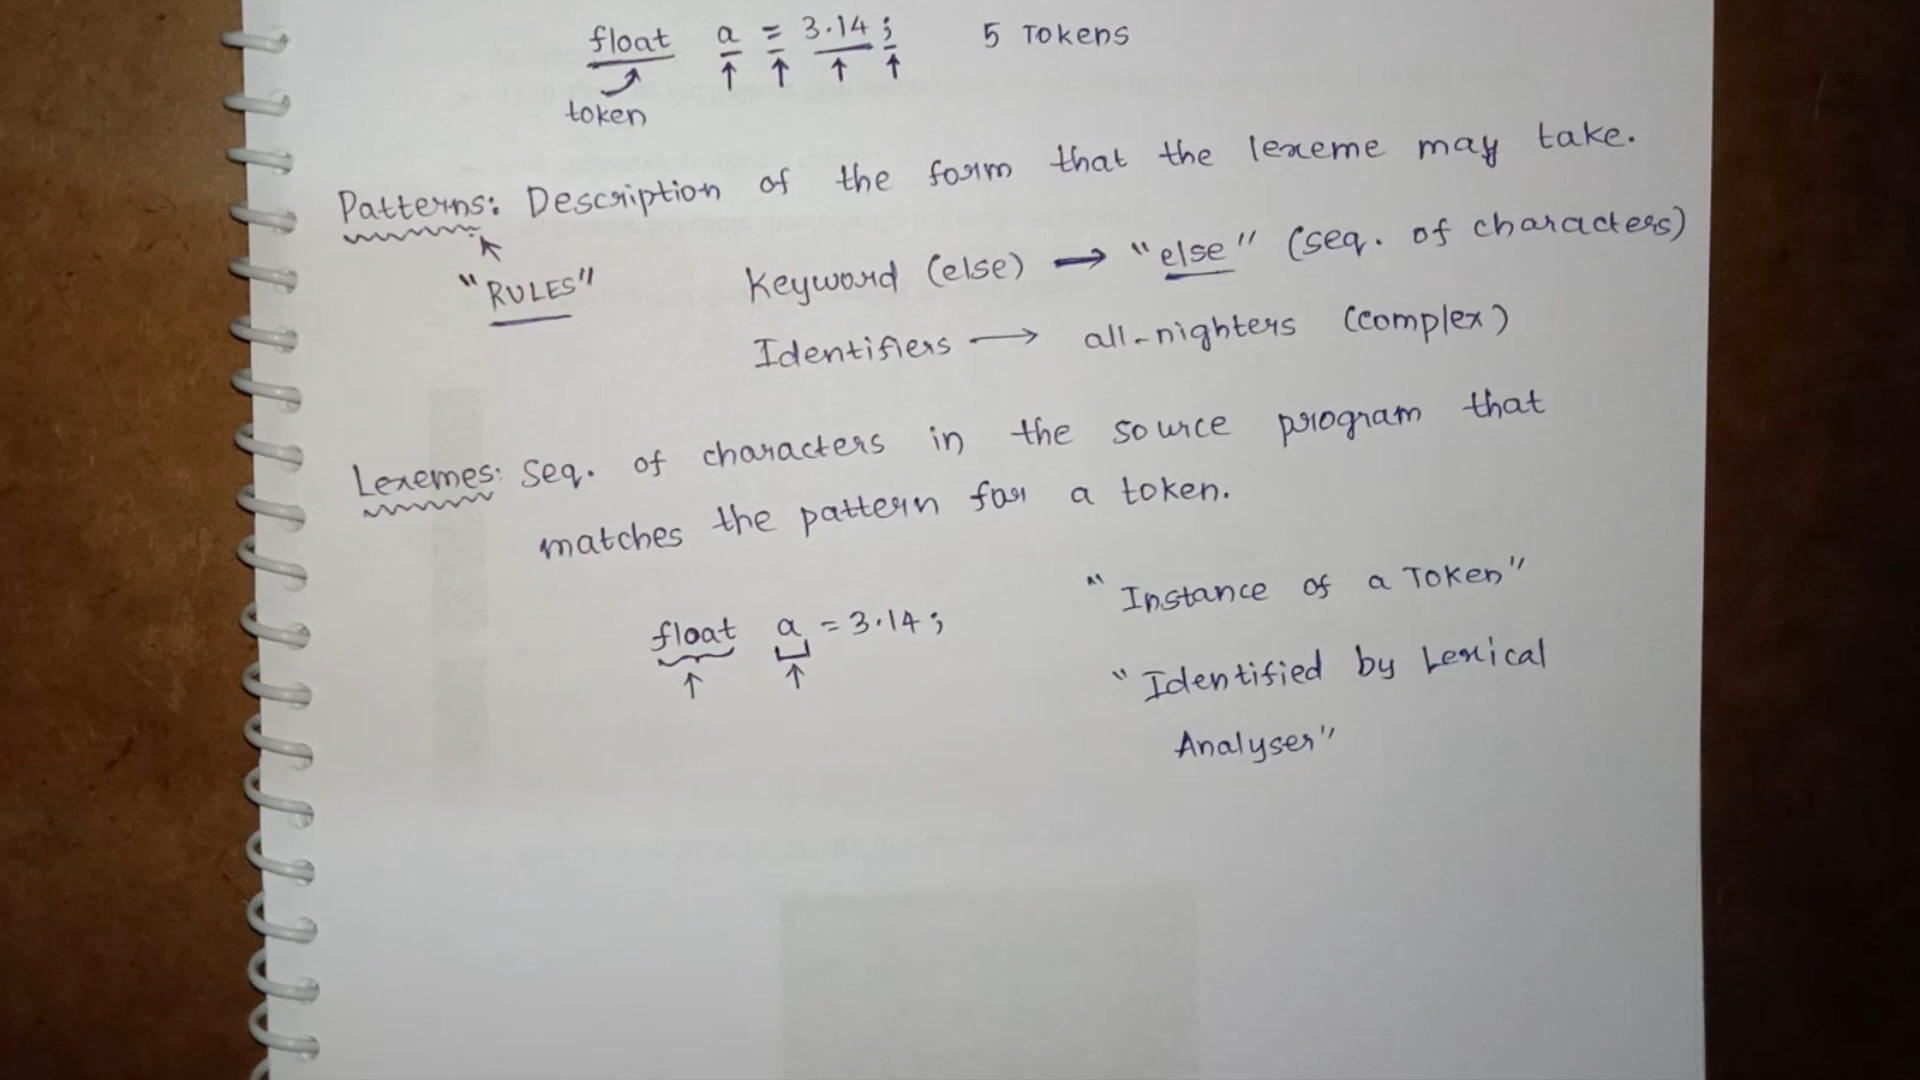 float a = 3.14 ; 5 Tokens
token
Patterns: Description of the form that the lexeme may take.
"RULES"
Keyword (else) → "else" (seq. of characters)
Identifiers → all-nighters (complex)
Lexemes: seq. of characters in the source program that
matches the pattern for a token.
float a = 3.14 ;
"Instance of a Token"
"Identified by Lexical
Analyser"